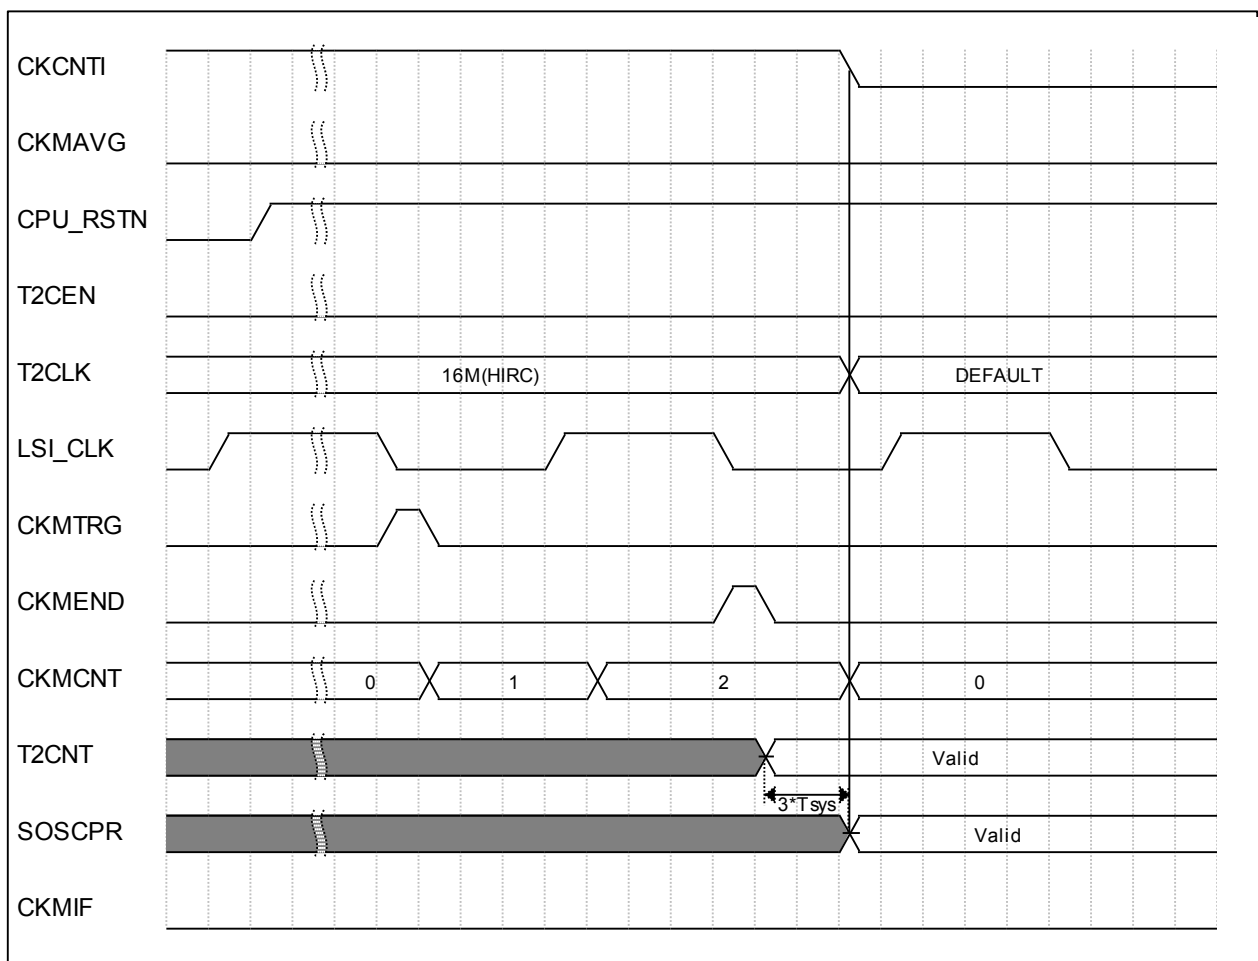 CKCNTI
CKMAVG
CPU_RSTN
T2CEN
T2CLK 16M(HIRC) DEFAULT
LSI_CLK
CKMTRG
CKMEND
CKMCNT 0 1 2 0
T2CNT Valid
3*Tsys
SOSCPR Valid
CKMIF